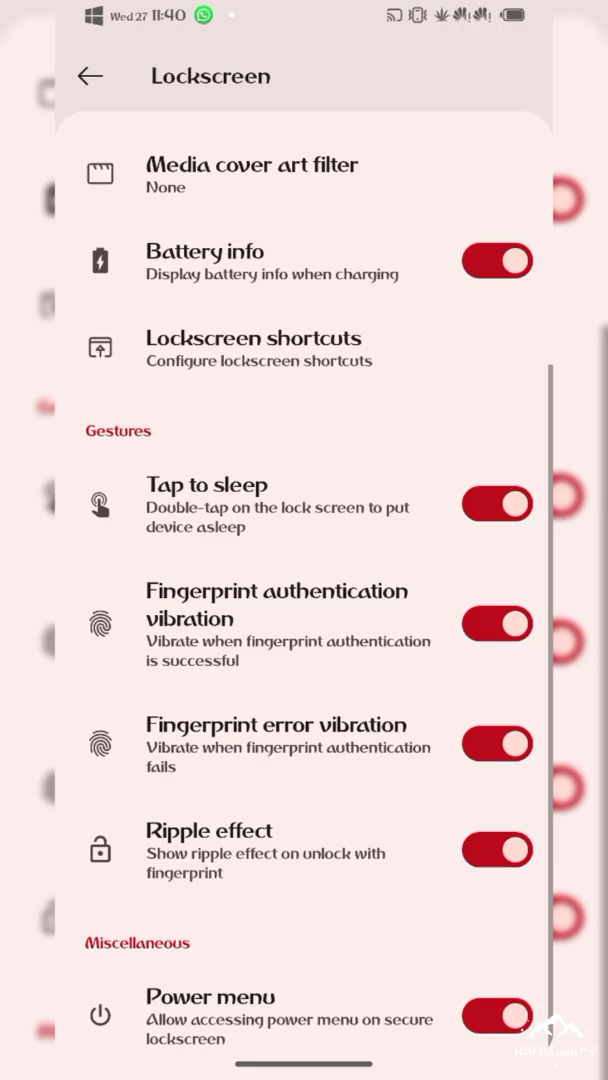 Wed 27 11:40
Lockscreen
Media cover art filter
None
Battery info
Display battery info when charging
Lockscreen shortcuts
Configure lockscreen shortcuts
Gestures
Tap to sleep
Double-tap on the lock screen to put
device asleep
Fingerprint authentication
vibration
Vibrate when fingerprint authentication
is successful
Fingerprint error vibration
Vibrate when fingerprint authentication
fails
Ripple effect
Show ripple effect on unlock with
fingerprint
Miscellaneous
Power menu
Allow accessing power menu on secure
lockscreen